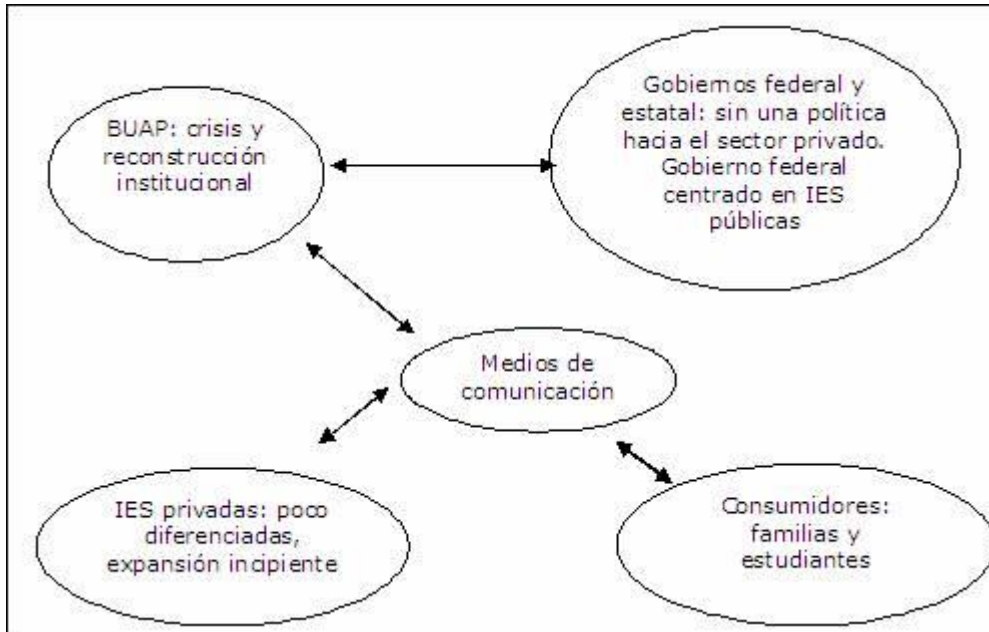 BUAP: crisis y
reconstrucción
institucional
Gobiernos federal y
estatal: sin una política
hacia el sector privado.
Gobierno federal
centrado en IES
públicas
Medios de
comunicación
IES privadas: poco
diferenciadas,
expansión incipiente
Consumidores:
familias y
estudiantes